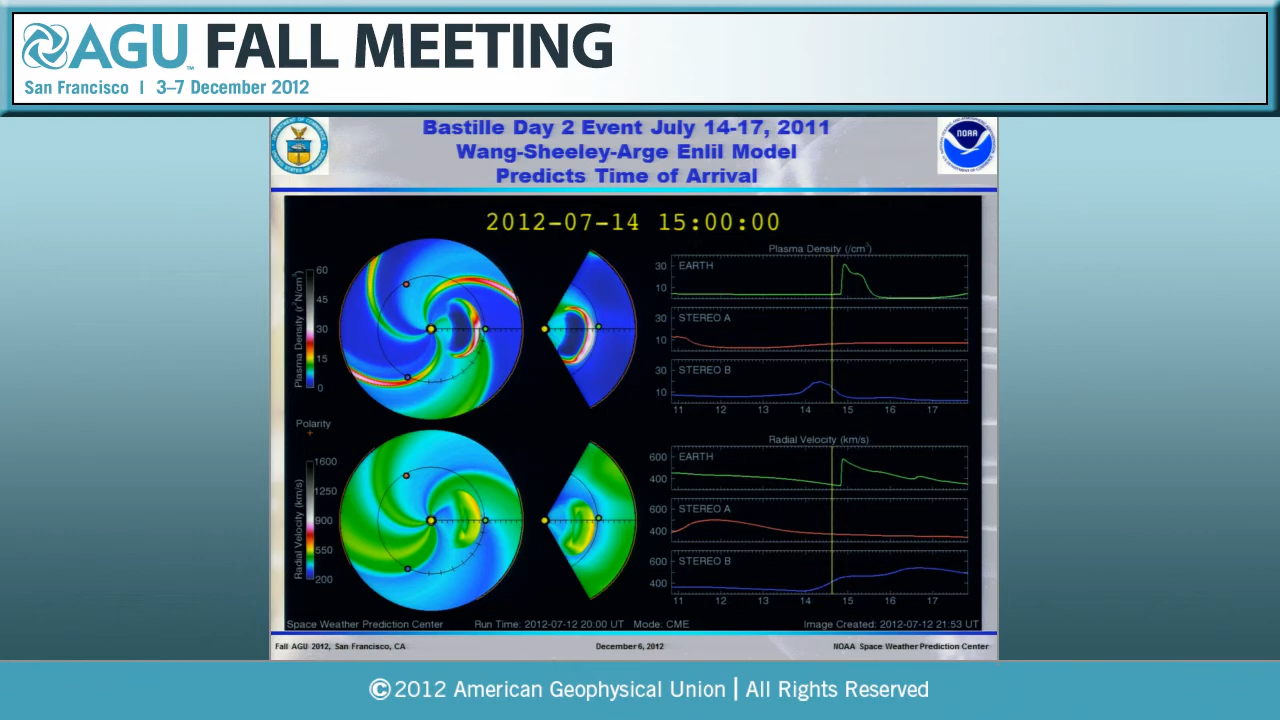 AGU FALL MEETING
San Francisco | 3–7 December 2012
Bastille Day 2 Event July 14-17, 2011
Wang-Sheeley-Arge Enlil Model
Predicts Time of Arrival
NOAA
2012-07-14 15:00:00
Plasma Density (r²N/cm³)
60
45
30
15
0
Plasma Density (/cm³)
EARTH
30
10
STEREO A
30
10
STEREO B
30
10
11 12 13 14 15 16 17
Polarity
+
Radial Velocity (km/s)
1600
1250
900
550
200
Radial Velocity (km/s)
EARTH
600
400
STEREO A
600
400
STEREO B
600
400
11 12 13 14 15 16 17
Space Weather Prediction Center Run Time: 2012-07-12 20:00 UT Mode: CME Image Created: 2012-07-12 21:53 UT
Fall AGU 2012, San Francisco, CA December 6, 2012 NOAA Space Weather Prediction Center
©2012 American Geophysical Union | All Rights Reserved